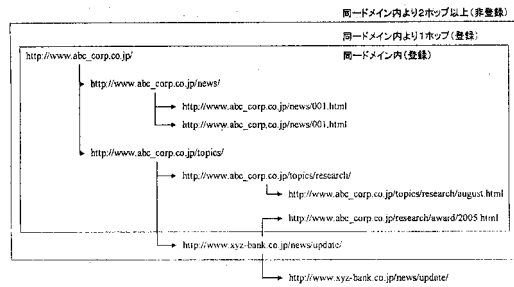 同一ドメイン内より2ホップ以上(非登録)
同一ドメイン内より1ホップ(登録)
同一ドメイン内(登録)
http://www.abc_corp.co.jp/
http://www.abc_corp.co.jp/news/
http://www.abc_corp.co.jp/news/001.html
http://www.abc_corp.co.jp/news/001.html
http://www.abc_corp.co.jp/topics/
http://www.abc_corp.co.jp/topics/research/
http://www.abc_corp.co.jp/topics/research/august.html
http://www.abc_corp.co.jp/research/award/2005.html
http://www.xyz-bank.co.jp/news/update/
http://www.xyz-bank.co.jp/news/update/